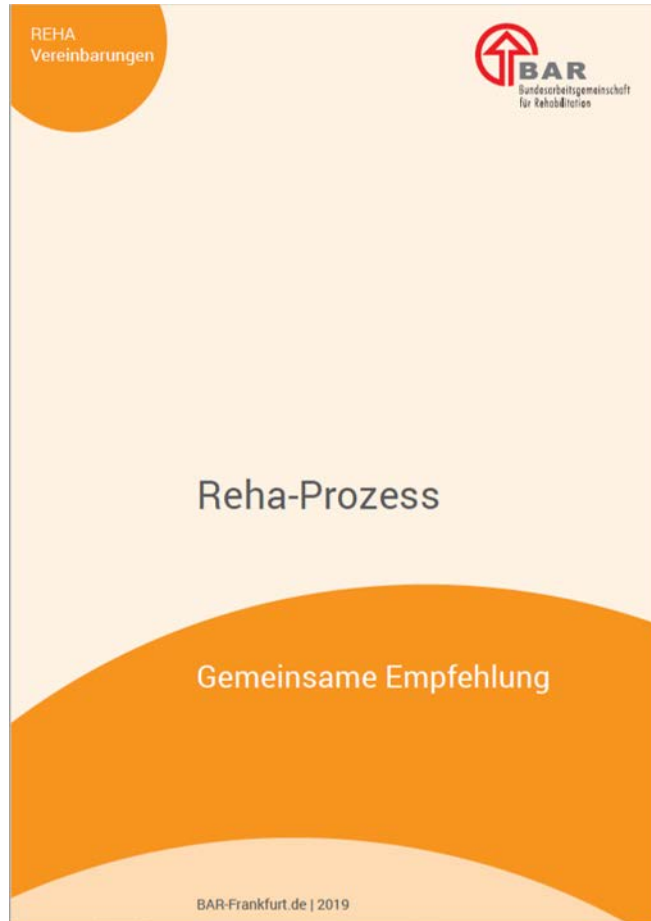 REHA
Vereinbarungen
BAR
Bundesarbeitsgemeinschaft
für Rehabilitation
Reha-Prozess
Gemeinsame Empfehlung
BAR-Frankfurt.de | 2019